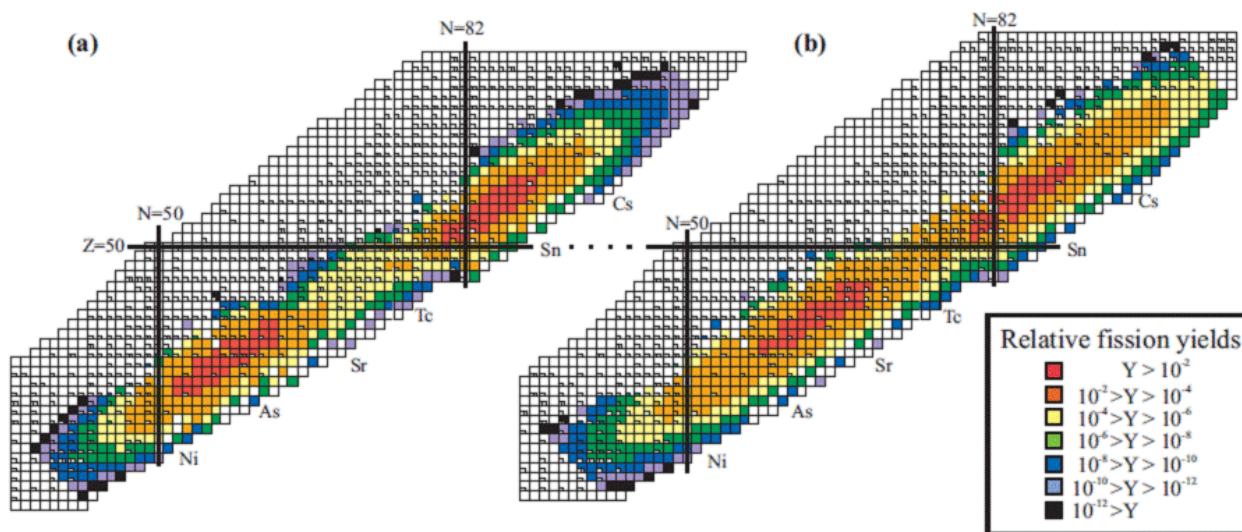 (a)
N=82
N=50
Z=50
Sn
Cs
Tc
Sr
As
Ni
(b)
N=82
N=50
Cs
Sn
Tc
Sr
As
Ni
Relative fission yields
Y > 10⁻²
10⁻² >Y > 10⁻⁴
10⁻⁴ >Y > 10⁻⁶
10⁻⁶ >Y > 10⁻⁸
10⁻⁸ >Y > 10⁻¹⁰
10⁻¹⁰ >Y > 10⁻¹²
10⁻¹² >Y